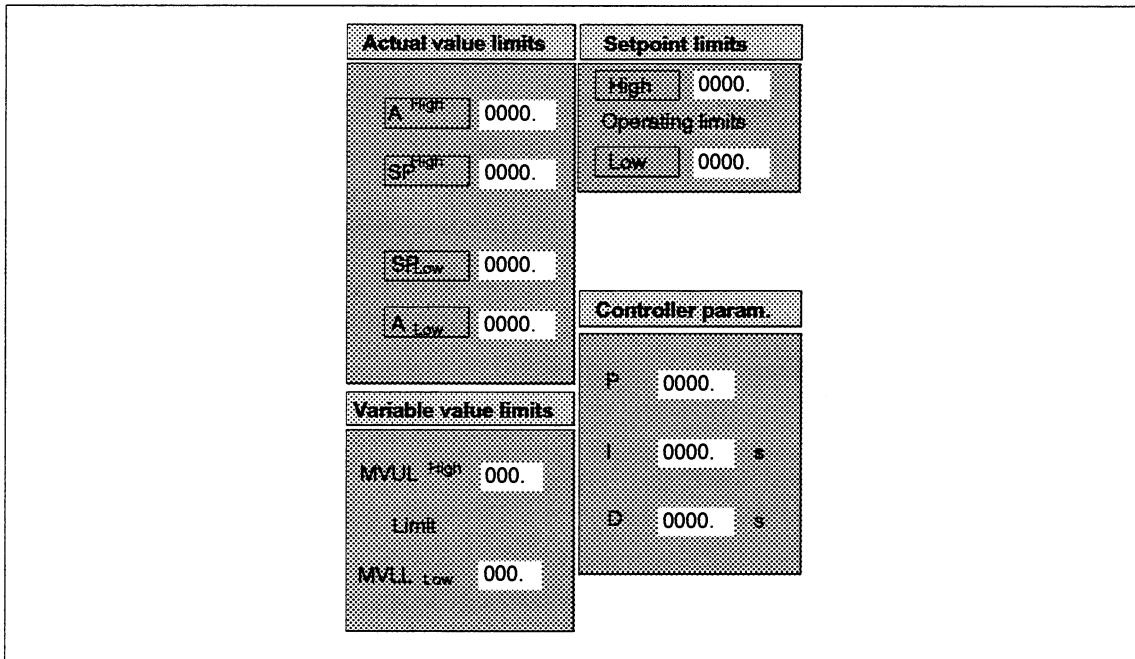 Actual value limits
A High 0000.
SP High 0000.
SP Low 0000.
A Low 0000.
Variable value limits
MVUL High 000.
Limit
MVLL Low 000.
Setpoint limits
High 0000.
Operating limits
Low 0000.
Controller param.
P 0000.
I 0000. s
D 0000. s